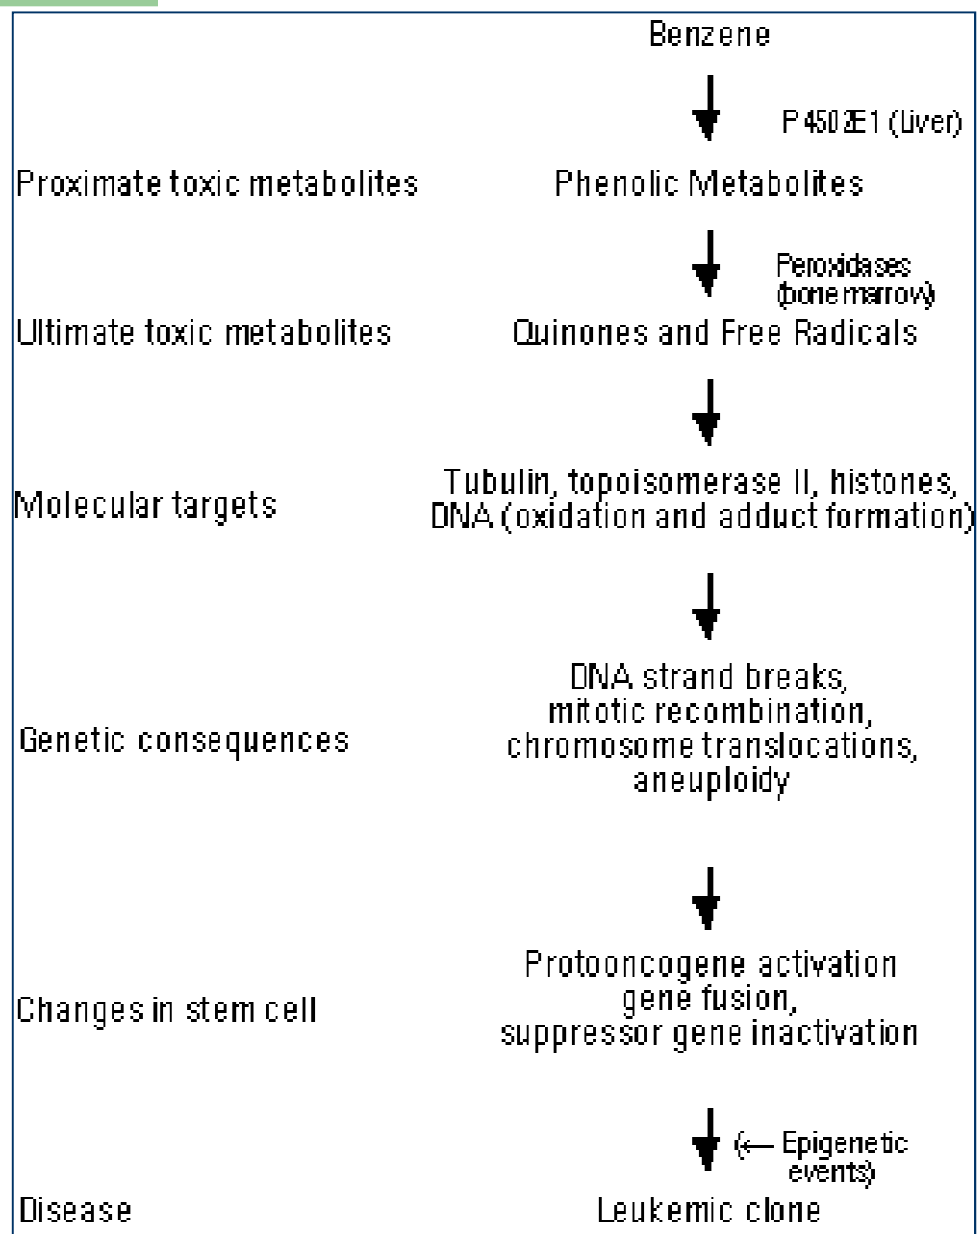 Benzene
P4502E1 (Liver)
Proximate toxic metabolites
Phenolic Metabolites
Peroxidases
(bone marrow)
Ultimate toxic metabolites
Quinones and Free Radicals
Molecular targets
Tubulin, topoisomerase II, histones,
DNA (oxidation and adduct formation)
Genetic consequences
DNA strand breaks,
mitotic recombination,
chromosome translocations,
aneuploidy
Changes in stem cell
Protooncogene activation
gene fusion,
suppressor gene inactivation
(← Epigenetic
events)
Disease
Leukemic clone